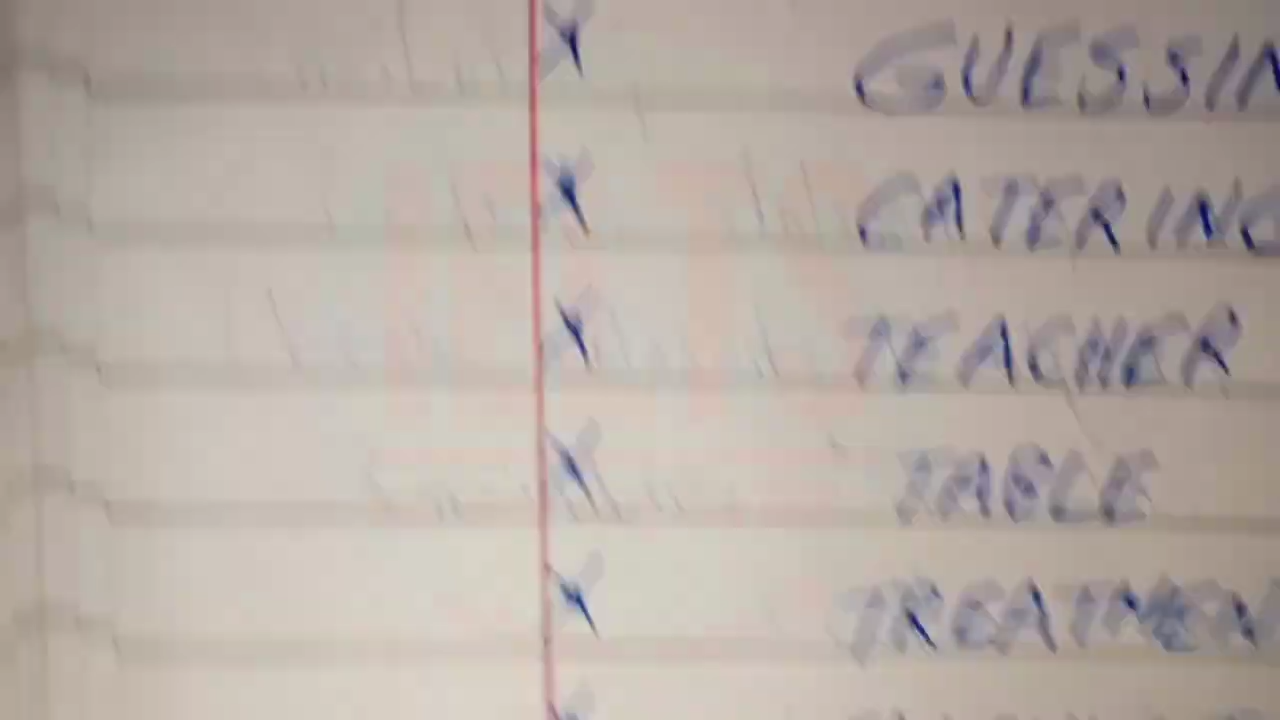 x GUESSIN
x CATERING
x TEACHER
x TABLE
x TREATMEN